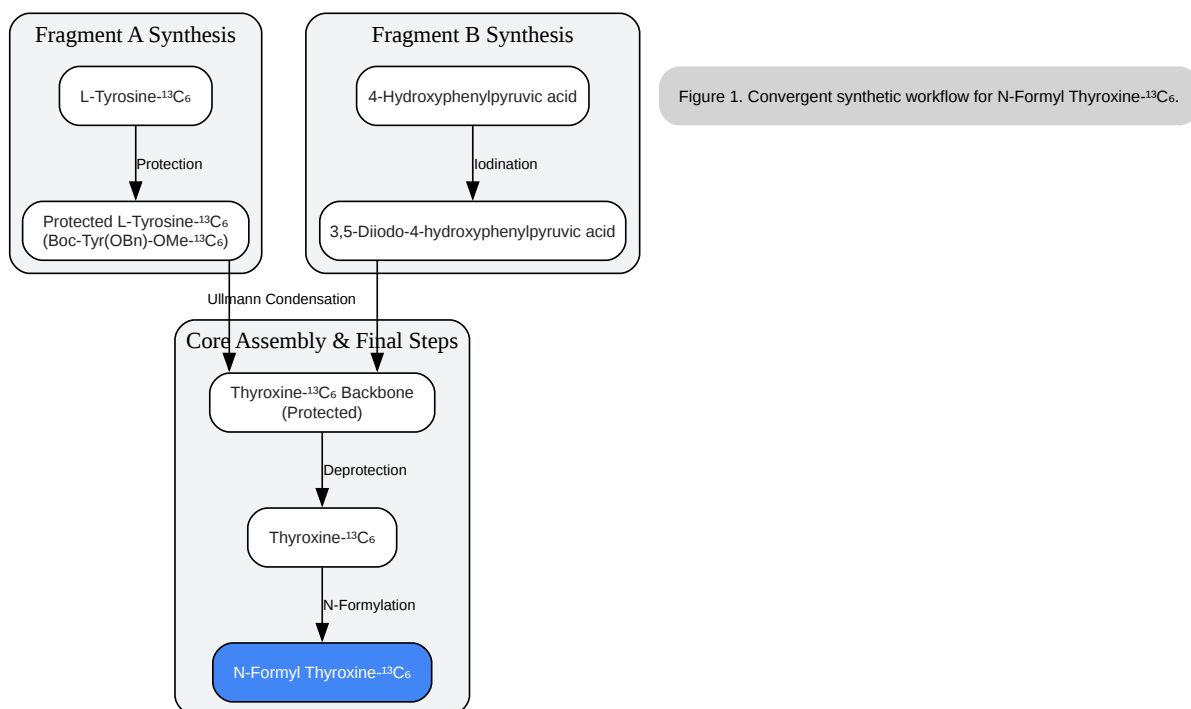 Fragment A Synthesis
L-Tyrosine-¹³C₆
Protection
Protected L-Tyrosine-¹³C₆
(Boc-Tyr(OBn)-OMe-¹³C₆)
Fragment B Synthesis
4-Hydroxyphenylpyruvic acid
Iodination
3,5-Diiodo-4-hydroxyphenylpyruvic acid
Figure 1. Convergent synthetic workflow for N-Formyl Thyroxine-¹³C₆.
Ullmann Condensation
Core Assembly & Final Steps
Thyroxine-¹³C₆ Backbone
(Protected)
Deprotection
Thyroxine-¹³C₆
N-Formylation
N-Formyl Thyroxine-¹³C₆